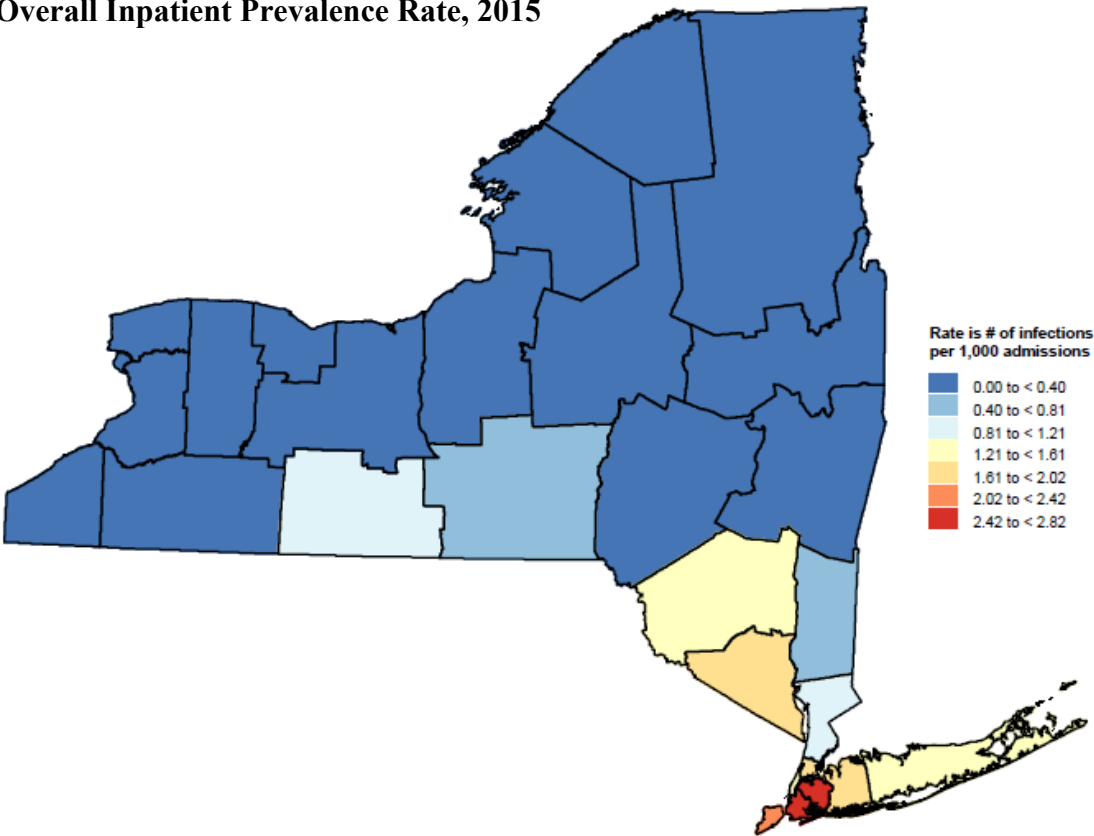 Overall Inpatient Prevalence Rate, 2015
Rate is # of infections
per 1,000 admissions
0.00 to < 0.40
0.40 to < 0.81
0.81 to < 1.21
1.21 to < 1.61
1.61 to < 2.02
2.02 to < 2.42
2.42 to < 2.82